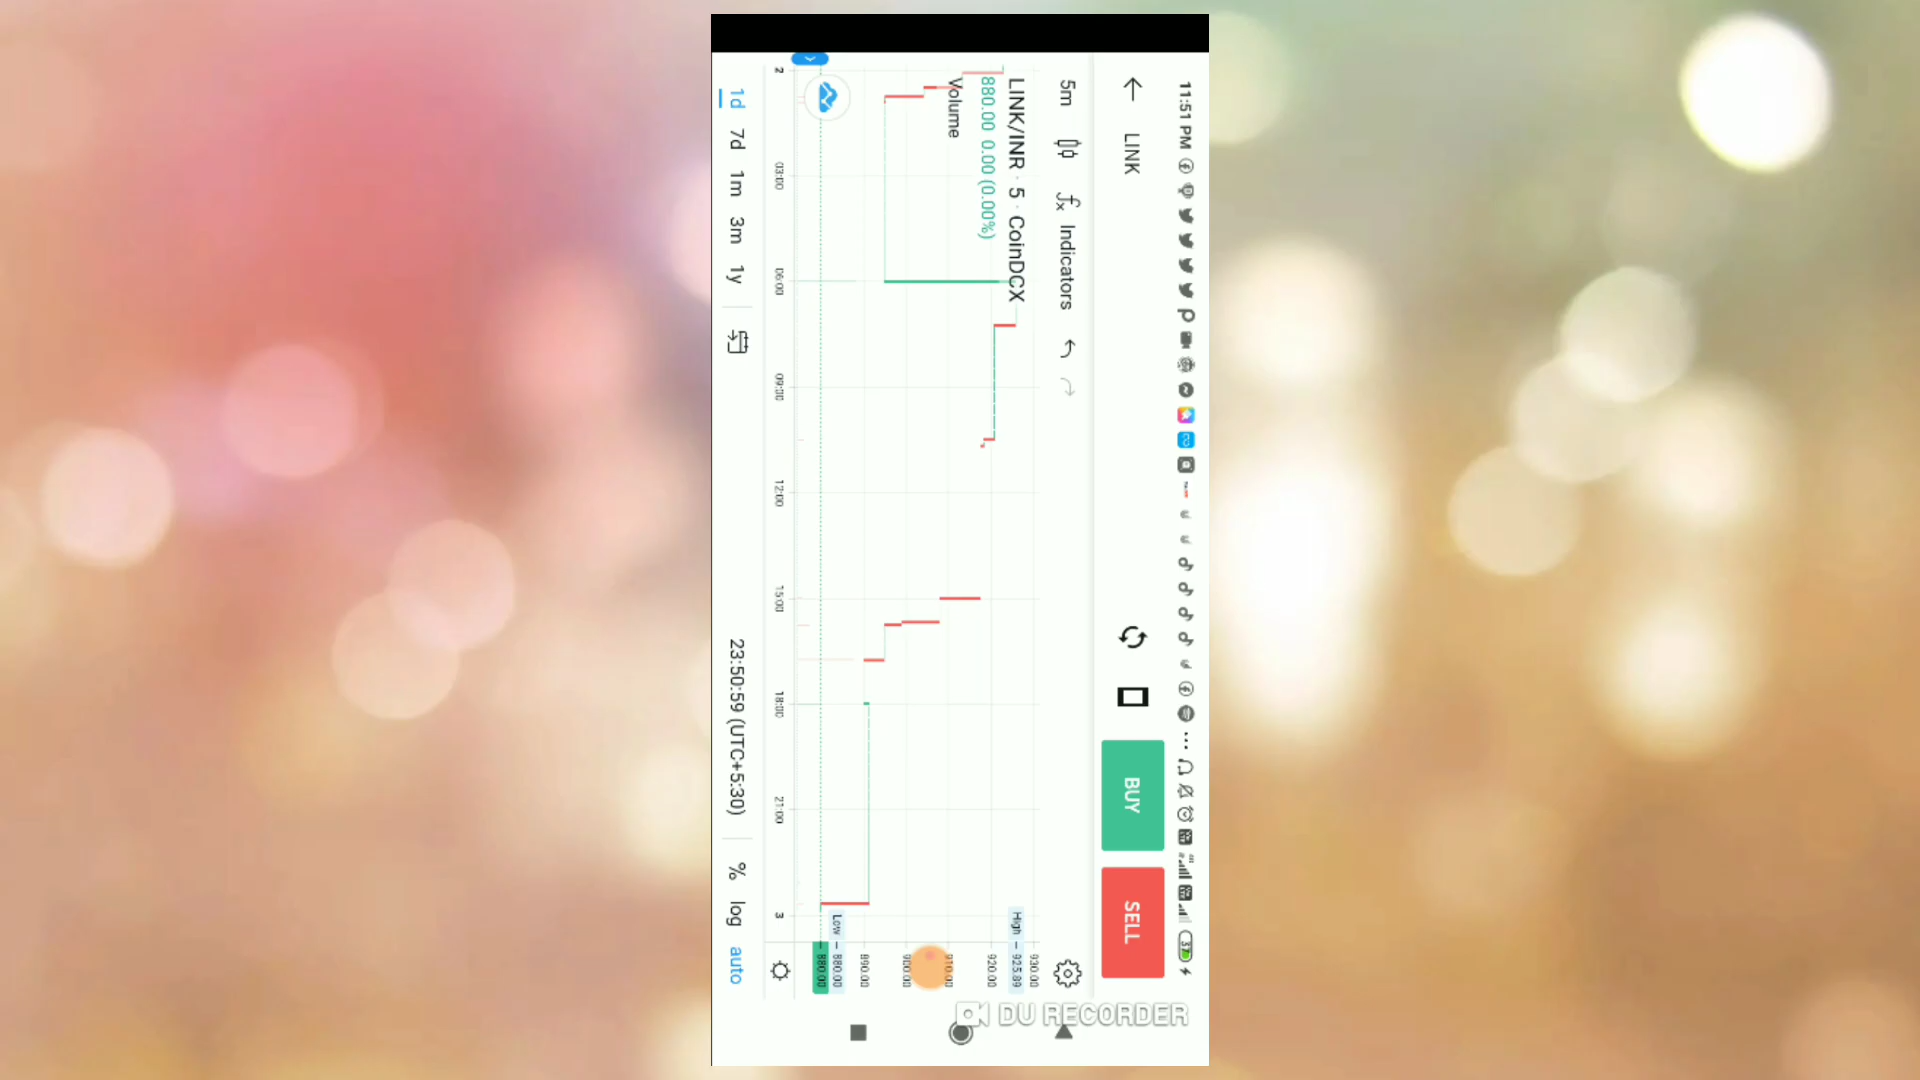 11:51 PM
37
LINK
BUY
SELL
5m
Indicators
LINK/INR · 5 · CoinDCX
880.00 0.00 (0.00%)
Volume
930.00
High 925.89
920.00
910.00
900.00
890.00
Low 880.00
880.00
2 03:00 06:00 09:00 12:00 15:00 18:00 21:00 3
1d 7d 1m 3m 1y 23:50:59 (UTC+5:30) % log auto
DU RECORDER